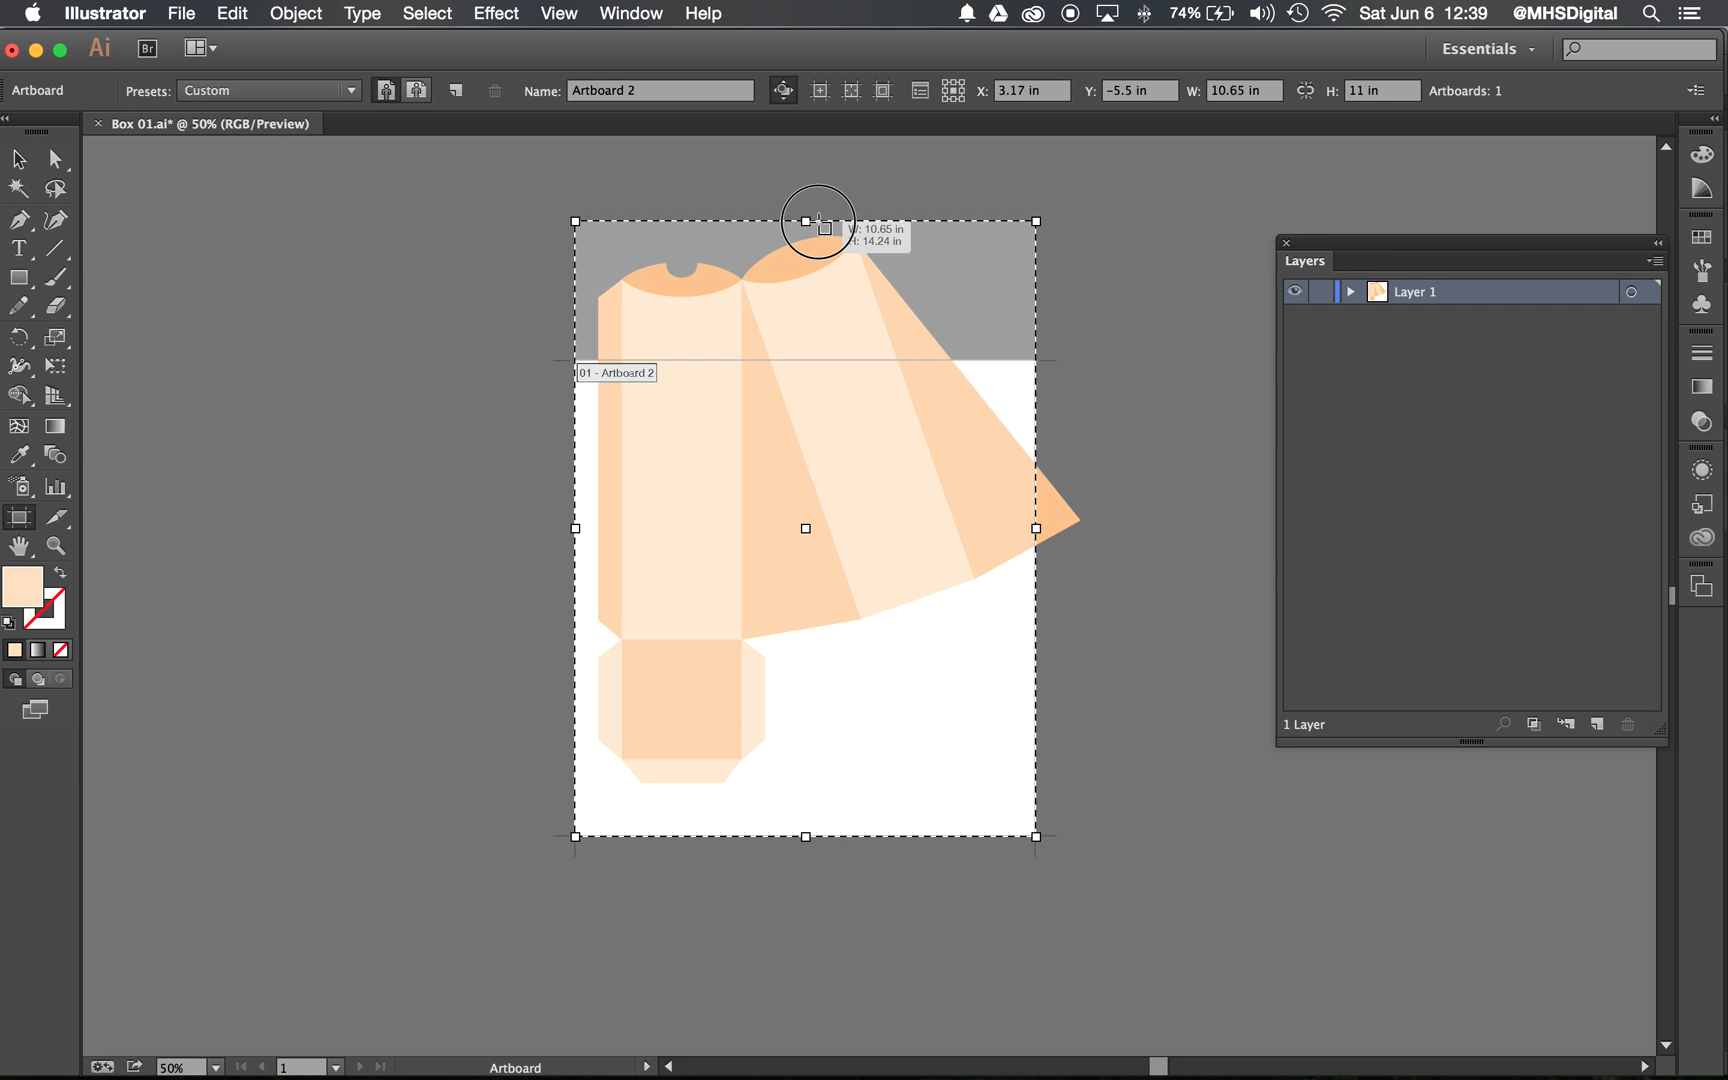 Illustrator File Edit Object Type Select Effect View Window Help 74% Sat Jun 6 12:39 @MHSDigital
Ai Br Essentials
Artboard Presets: Custom Name: Artboard 2 X: 3.17 in Y: -5.5 in W: 10.65 in H: 11 in Artboards: 1
× Box 01.ai* @ 50% (RGB/Preview)
W: 10.65 in
H: 14.24 in
Layers
Layer 1
01 - Artboard 2
1 Layer
50% 1 Artboard